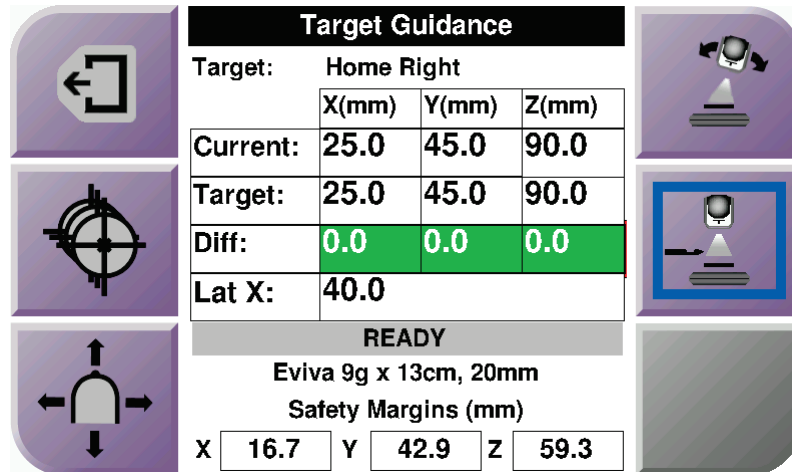 Target Guidance
Target: Home Right
X(mm) Y(mm) Z(mm)
Current: 25.0 45.0 90.0
Target: 25.0 45.0 90.0
Diff: 0.0 0.0 0.0
Lat X: 40.0
READY
Eviva 9g x 13cm, 20mm
Safety Margins (mm)
X 16.7 Y 42.9 Z 59.3